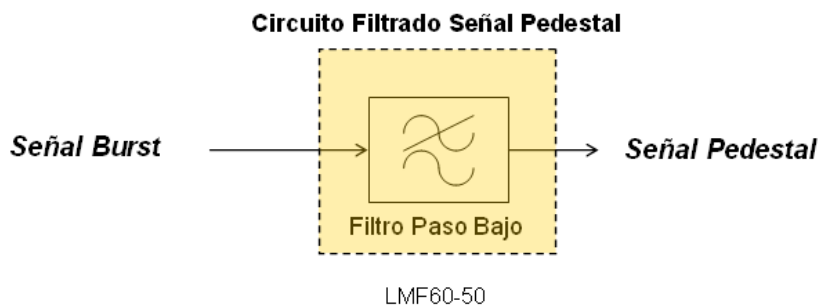 Circuito Filtrado Señal Pedestal
Señal Burst
Señal Pedestal
Filtro Paso Bajo
LMF60-50